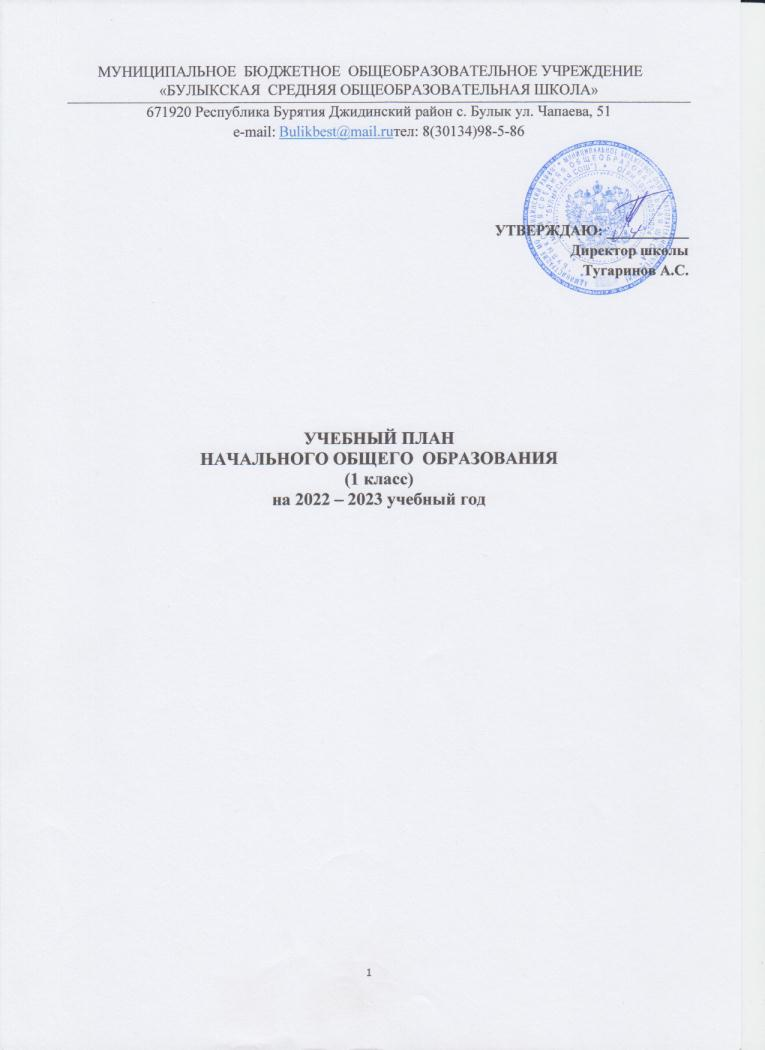 МУНИЦИПАЛЬНОЕ БЮДЖЕТНОЕ ОБЩЕОБРАЗОВАТЕЛЬНОЕ УЧРЕЖДЕНИЕ
«БУЛЫКСКАЯ СРЕДНЯЯ ОБЩЕОБРАЗОВАТЕЛЬНАЯ ШКОЛА»
671920 Республика Бурятия Джидинский район с. Булык ул. Чапаева, 51
e-mail: Bulikbest@mail.ruтел: 8(30134)98-5-86
УТВЕРЖДАЮ:
Директор школы
.Тугаринов А.С.
УЧЕБНЫЙ ПЛАН
НАЧАЛЬНОГО ОБЩЕГО ОБРАЗОВАНИЯ
(1 класс)
на 2022 – 2023 учебный год
1